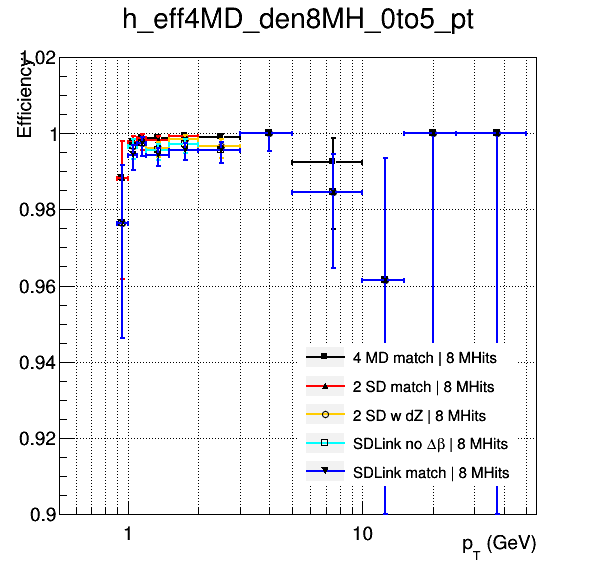 h_eff4MD_den8MH_0to5_pt
Efficiency
1.02
1
0.98
0.96
0.94
0.92
0.9
4 MD match | 8 MHits
2 SD match | 8 MHits
2 SD w dZ | 8 MHits
SDLink no Δβ | 8 MHits
SDLink match | 8 MHits
1
10
p_T (GeV)